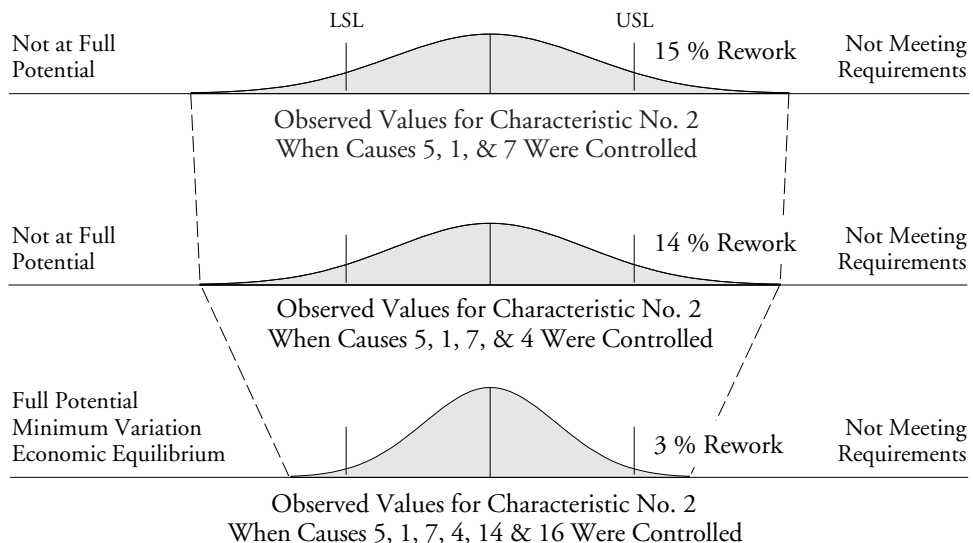 LSL
USL
Not at Full
Potential
15 % Rework
Not Meeting
Requirements
Observed Values for Characteristic No. 2
When Causes 5, 1, & 7 Were Controlled
Not at Full
Potential
14 % Rework
Not Meeting
Requirements
Observed Values for Characteristic No. 2
When Causes 5, 1, 7, & 4 Were Controlled
Full Potential
Minimum Variation
Economic Equilibrium
3 % Rework
Not Meeting
Requirements
Observed Values for Characteristic No. 2
When Causes 5, 1, 7, 4, 14 & 16 Were Controlled